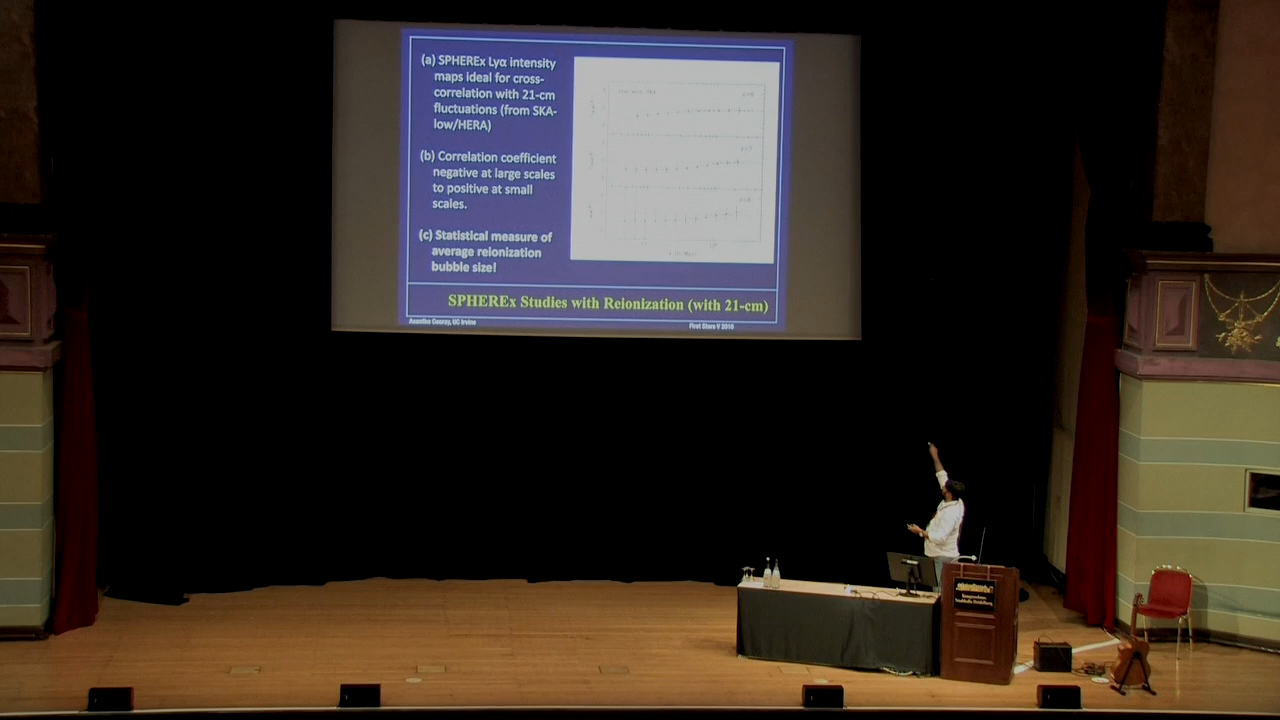 (a) SPHEREx Lyα intensity
maps ideal for cross-
correlation with 21-cm
fluctuations (from SKA-
low/HERA)
(b) Correlation coefficient
negative at large scales
to positive at small
scales.
(c) Statistical measure of
average reionization
bubble size!
SPHEREx Studies with Reionization (with 21-cm)
Asantha Cooray, UC Irvine
First Stars V 2016
Stadthalle Heidelberg